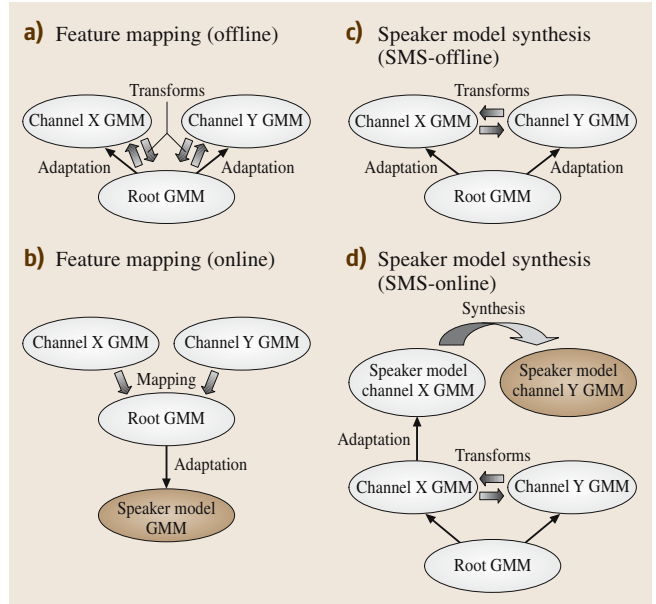 a) Feature mapping (offline)
Transforms
Channel X GMM
Channel Y GMM
Adaptation
Adaptation
Root GMM
b) Feature mapping (online)
Channel X GMM
Channel Y GMM
Mapping
Root GMM
Adaptation
Speaker model
GMM
c) Speaker model synthesis
(SMS-offline)
Transforms
Channel X GMM
Channel Y GMM
Adaptation
Adaptation
Root GMM
d) Speaker model synthesis
(SMS-online)
Synthesis
Speaker model
channel X GMM
Speaker model
channel Y GMM
Adaptation
Transforms
Channel X GMM
Channel Y GMM
Root GMM